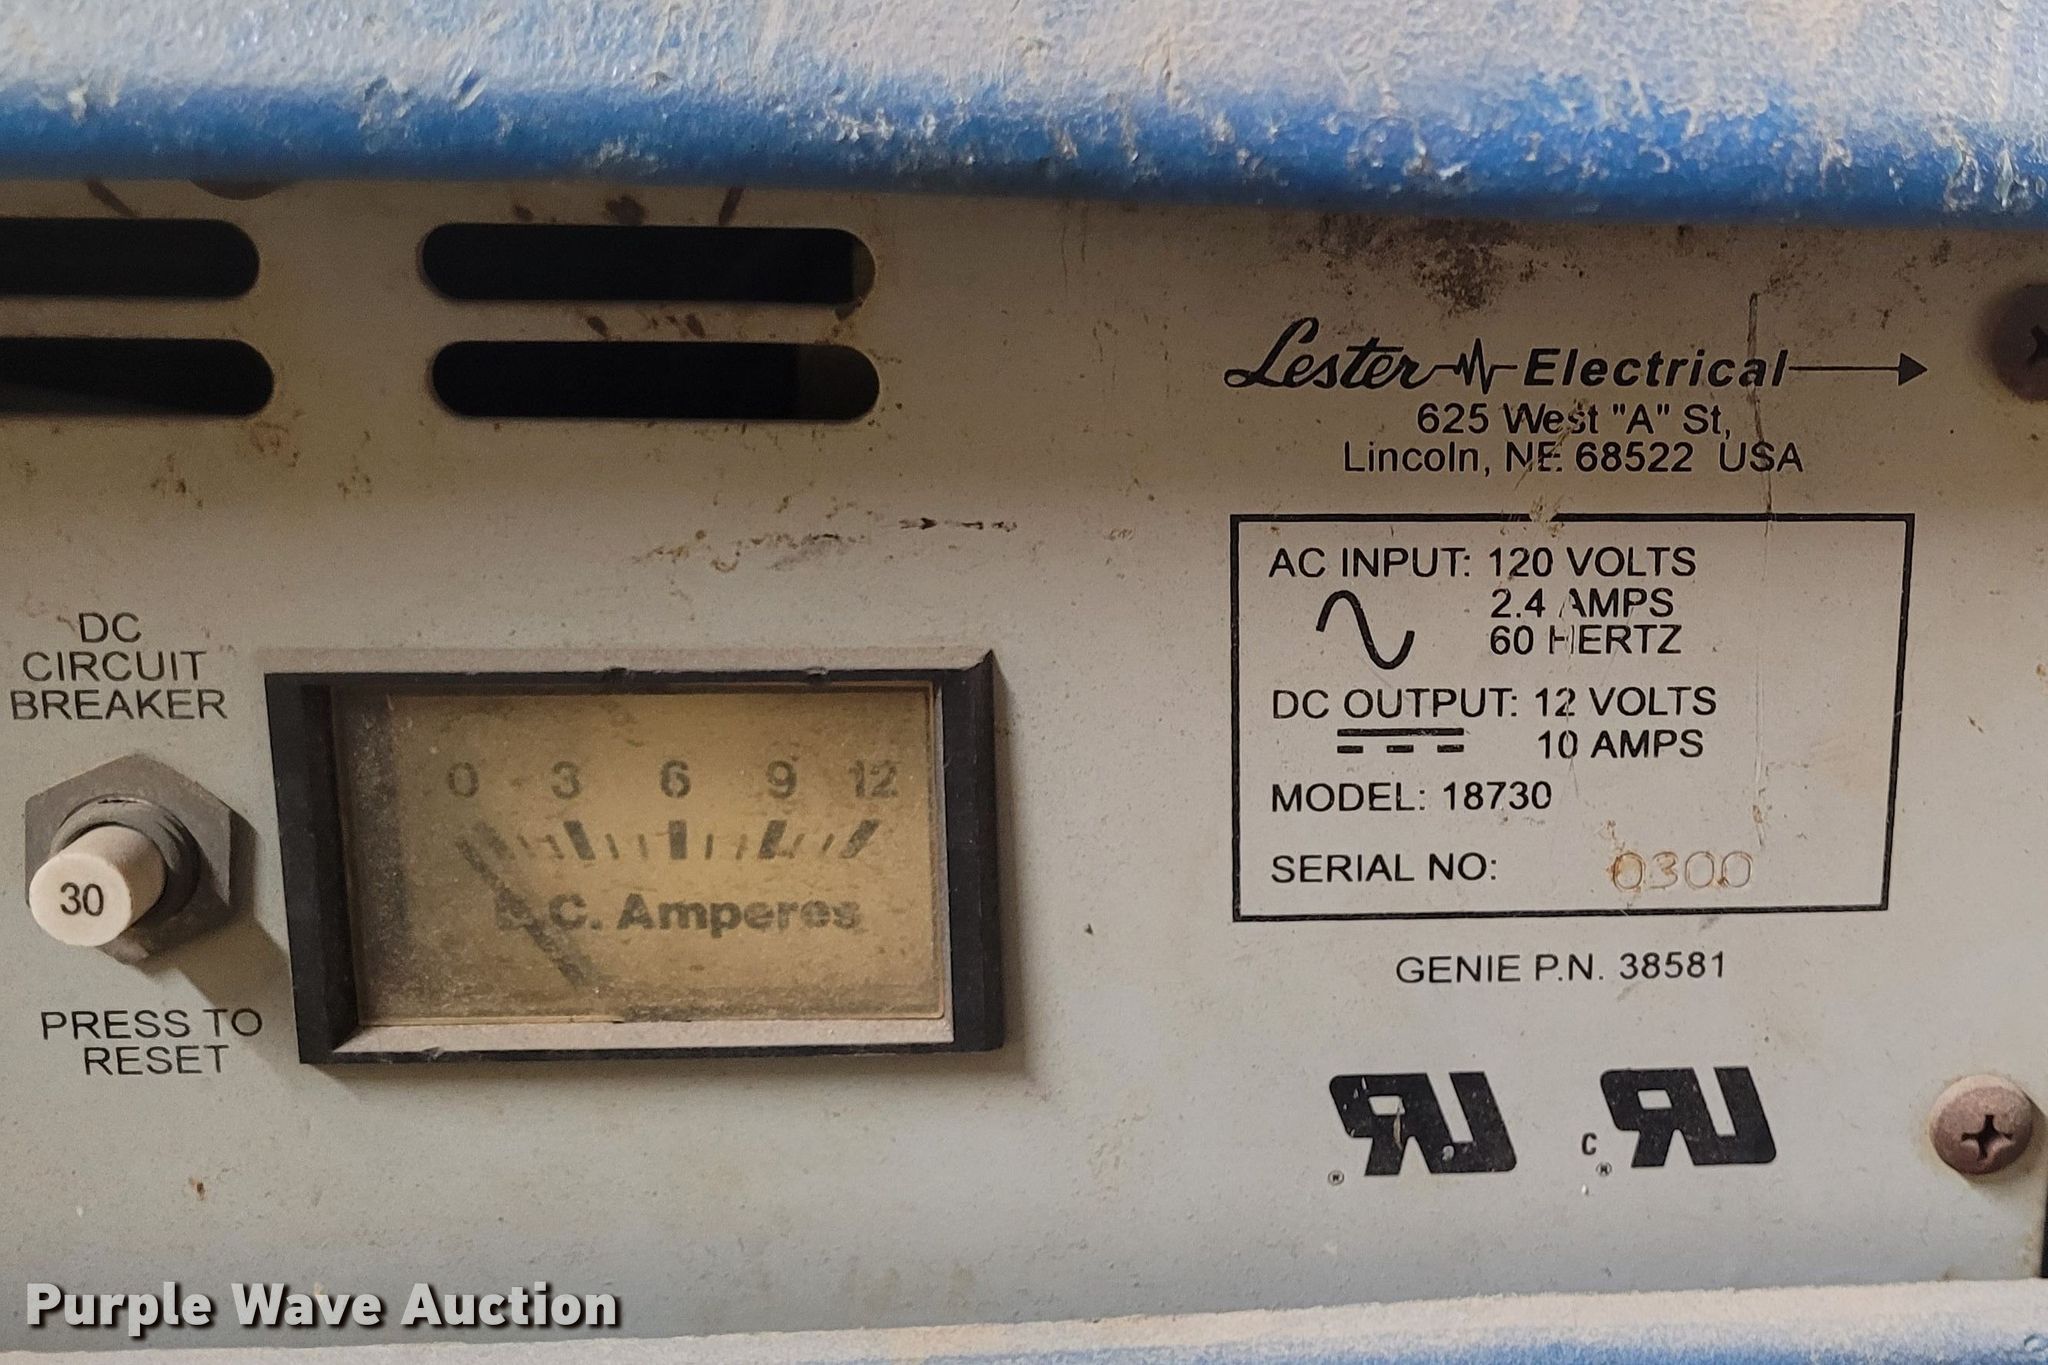 Lester Electrical
625 West "A" St,
Lincoln, NE 68522 USA
AC INPUT: 120 VOLTS
2.4 AMPS
60 HERTZ
DC OUTPUT: 12 VOLTS
10 AMPS
MODEL: 18730
SERIAL NO: 0300
GENIE P.N. 38581
DC
CIRCUIT
BREAKER
30
PRESS TO
RESET
0 3 6 9 12
D.C. Amperes
UR ®
C UR ®
Purple Wave Auction